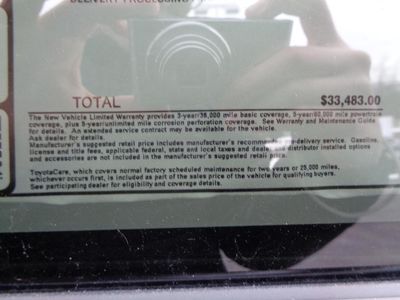 DELIVERY PROCESSING
TOTAL $33,483.00
The New Vehicle Limited Warranty provides 3-year/36,000 mile basic coverage, 5-year/60,000 mile powertrain
coverage, plus 5-year/unlimited mile corrosion perforation coverage. See Warranty and Maintenance Guide
for details. An extended service contract may be available for the vehicle.
Ask dealer for details.
Manufacturer's suggested retail price includes manufacturer's recommended pre-delivery service. Gasoline,
license and title fees, applicable federal, state and local taxes and dealer and distributor installed options
and accessories are not included in the manufacturer's suggested retail price.
ToyotaCare, which covers normal factory scheduled maintenance for two years or 25,000 miles,
whichever occurs first, is included as part of the sales price of the vehicle for qualifying buyers.
See participating dealer for eligibility and coverage details.